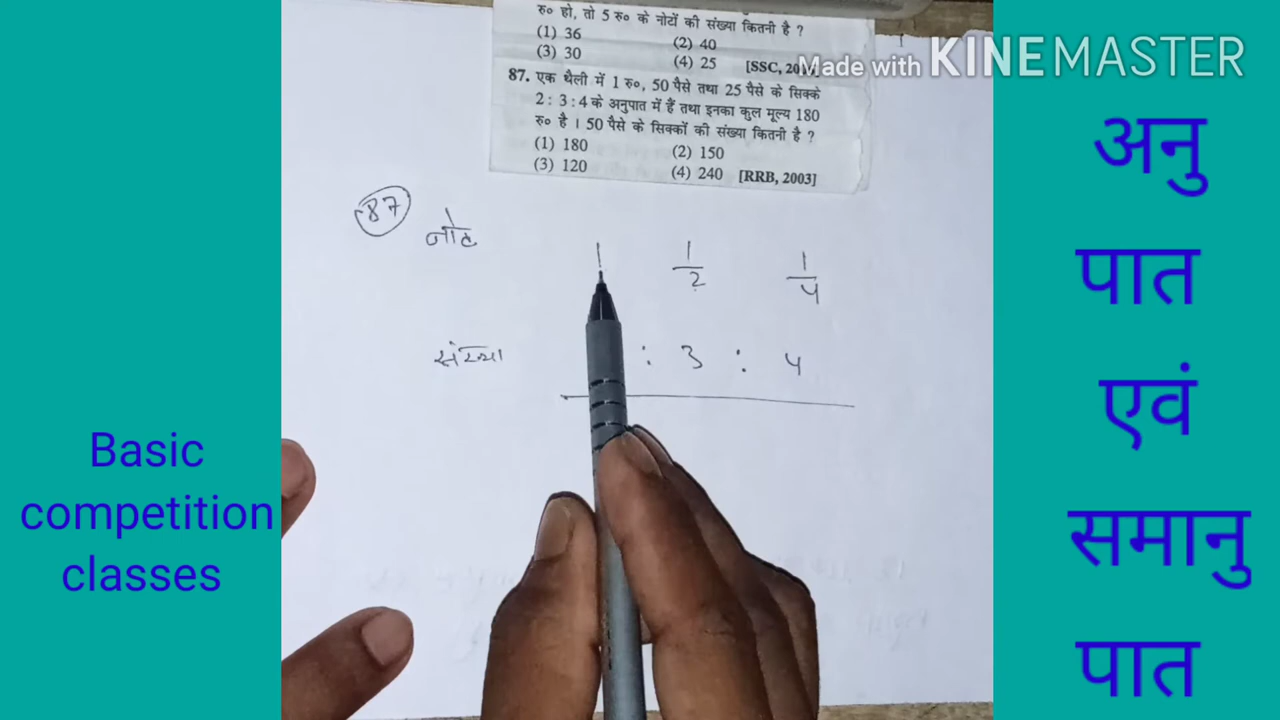 रु० हो, तो 5 रु० के नोटों की संख्या कितनी है ?
(1) 36 (2) 40
(3) 30 (4) 25 [SSC, 20
Made with KINEMASTER
87. एक थैली में 1 रु०, 50 पैसे तथा 25 पैसे के सिक्के
2 : 3 : 4 के अनुपात में हैं तथा इनका कुल मूल्य 180
रु० है । 50 पैसे के सिक्कों की संख्या कितनी है ?
(1) 180 (2) 150
(3) 120 (4) 240 [RRB, 2003]
87
नोट 1 1/2 1/4
संख्या : 3 : 4
Basic
competition
classes
अनु
पात
एवं
समानु
पात